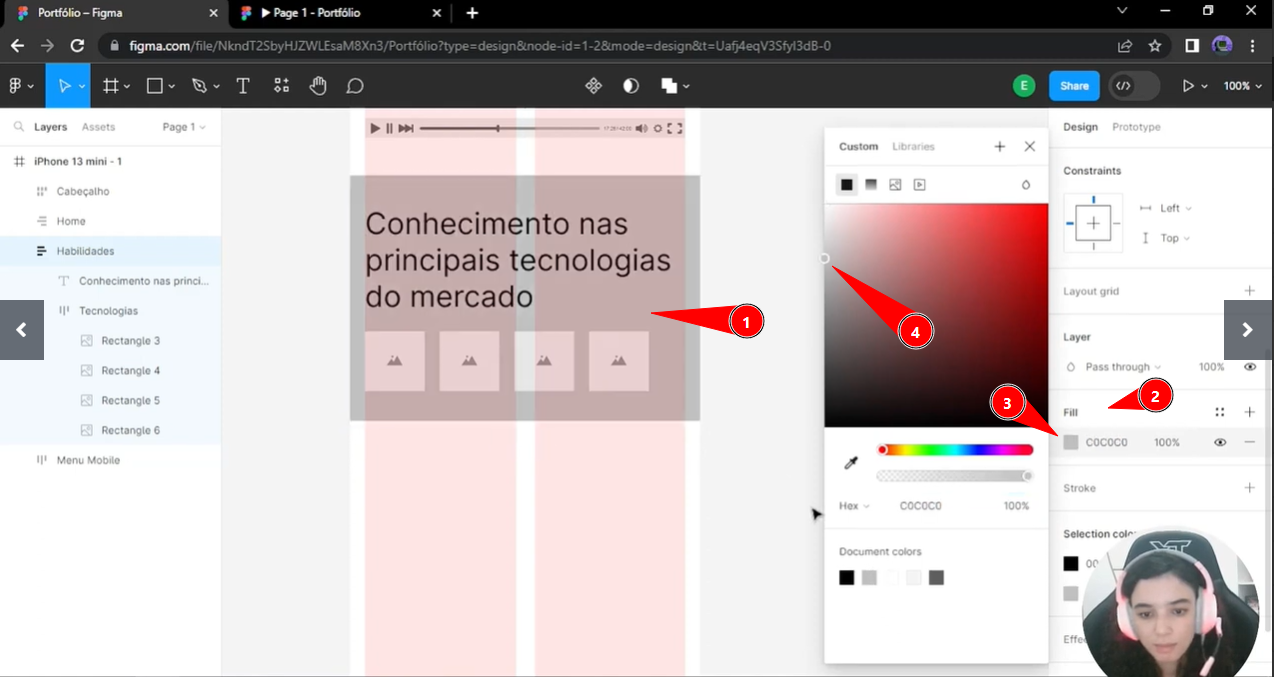 Portfólio – Figma
Page 1 - Portfólio
figma.com/file/NkndT2SbyHJZWLEsaM8Xn3/Portfólio?type=design&node-id=1-2&mode=design&t=Uafj4eqV3SfyI3dB-0
E
Share
100%
Layers
Assets
Page 1
iPhone 13 mini - 1
Cabeçalho
Home
Habilidades
Conhecimento nas princi...
Tecnologias
Rectangle 3
Rectangle 4
Rectangle 5
Rectangle 6
Menu Mobile
Conhecimento nas
principais tecnologias
do mercado
1
Custom
Libraries
4
3
Hex
C0C0C0
100%
Document colors
Design
Prototype
Constraints
Left
Top
Layout grid
Layer
Pass through
100%
2
Fill
C0C0C0
100%
Stroke
Selection colo
00
Effe